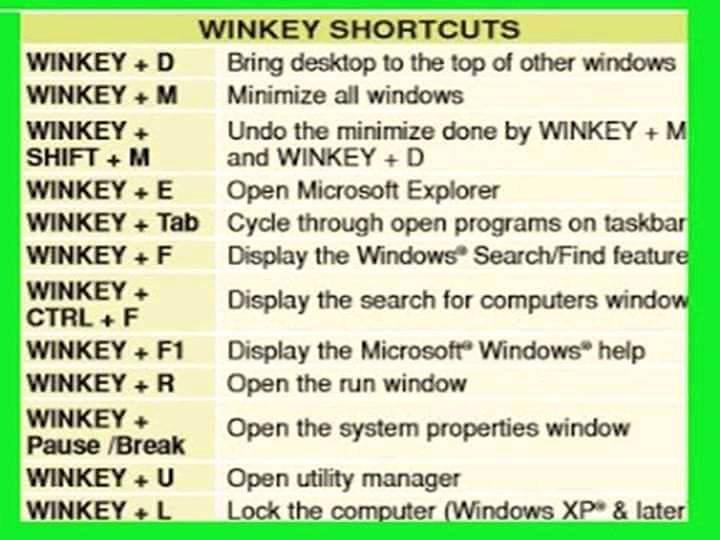 WINKEY SHORTCUTS
WINKEY + D Bring desktop to the top of other windows
WINKEY + M Minimize all windows
WINKEY + Undo the minimize done by WINKEY + M
SHIFT + M and WINKEY + D
WINKEY + E Open Microsoft Explorer
WINKEY + Tab Cycle through open programs on taskbar
WINKEY + F Display the Windows® Search/Find feature
WINKEY +
CTRL + F
Display the search for computers window
WINKEY + F1 Display the Microsoft® Windows® help
WINKEY + R Open the run window
WINKEY +
Pause /Break
Open the system properties window
WINKEY + U Open utility manager
WINKEY + L Lock the computer (Windows XP® & later